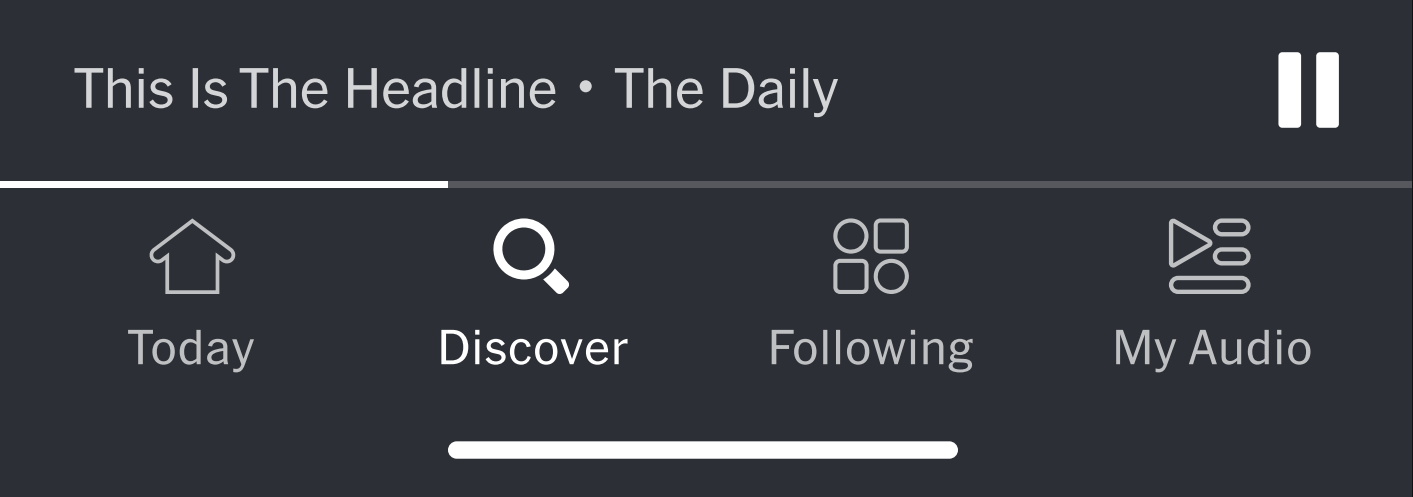 This Is The Headline • The Daily
Today
Discover
Following
My Audio